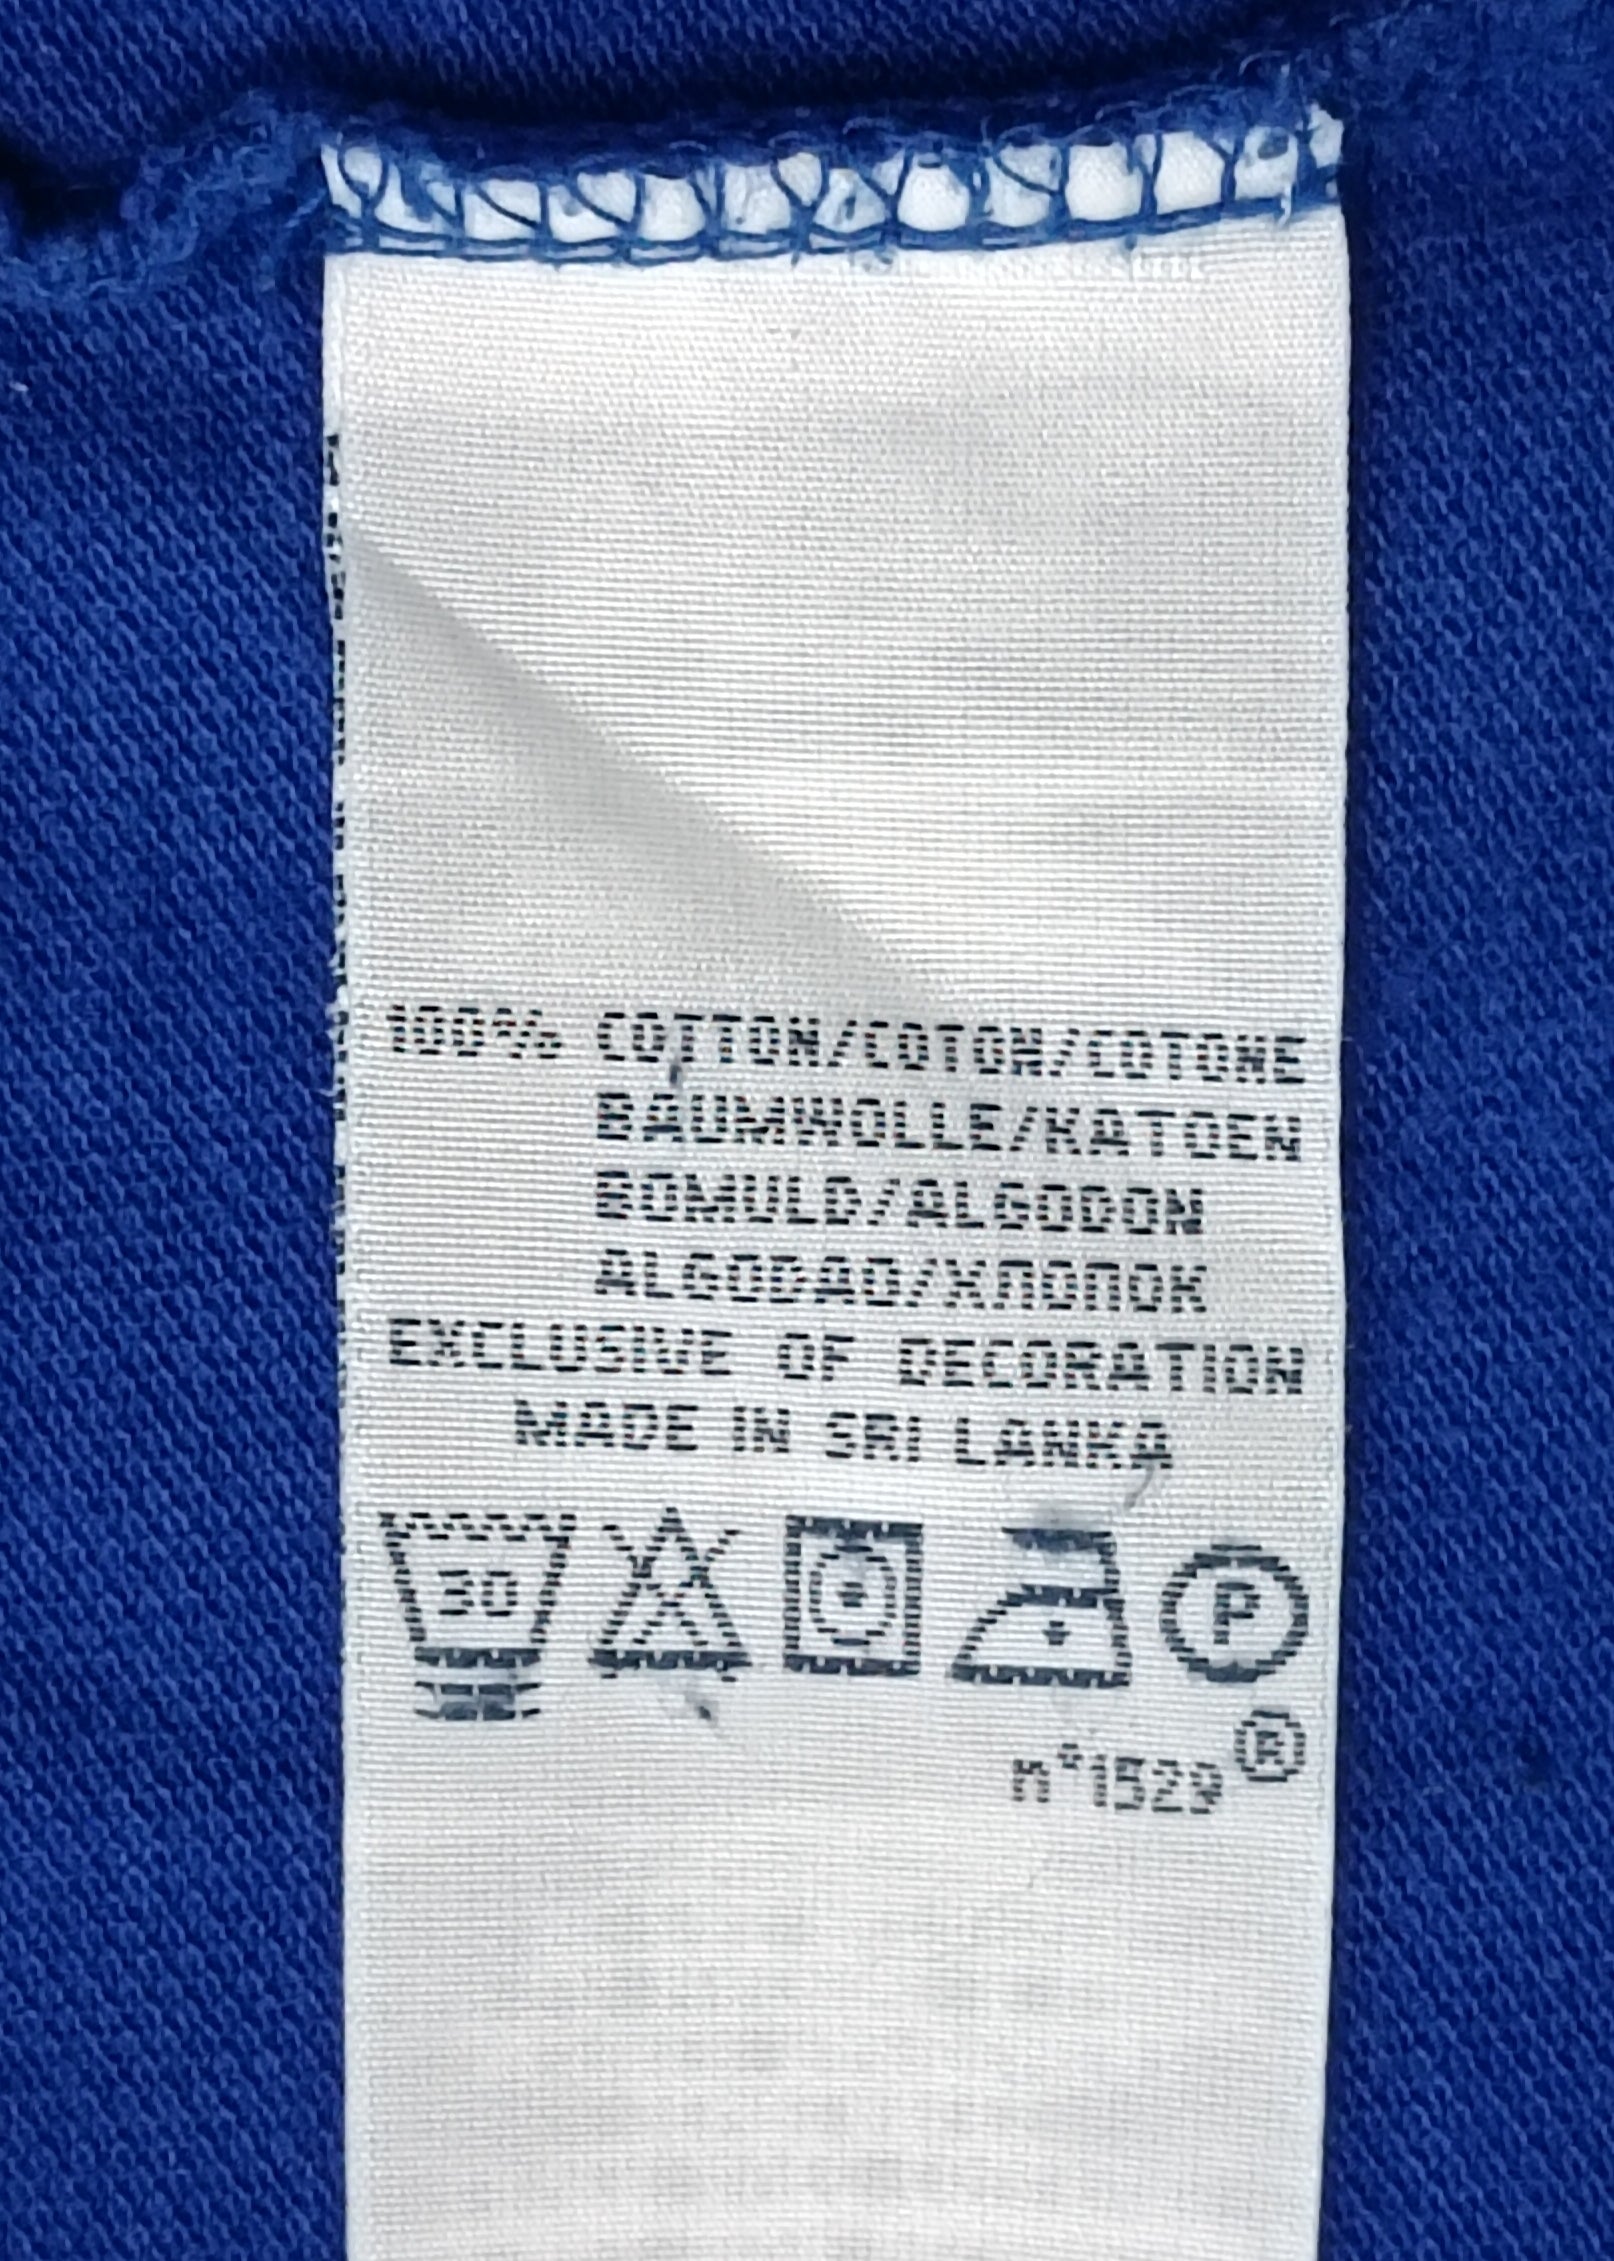 100% COTTON/COTON/COTONE
BAUMWOLLE/KATOEN
BOMULD/ALGODON
ALGODAO/ХЛОПОК
EXCLUSIVE OF DECORATION
MADE IN SRI LANKA
30
P
n°1529®